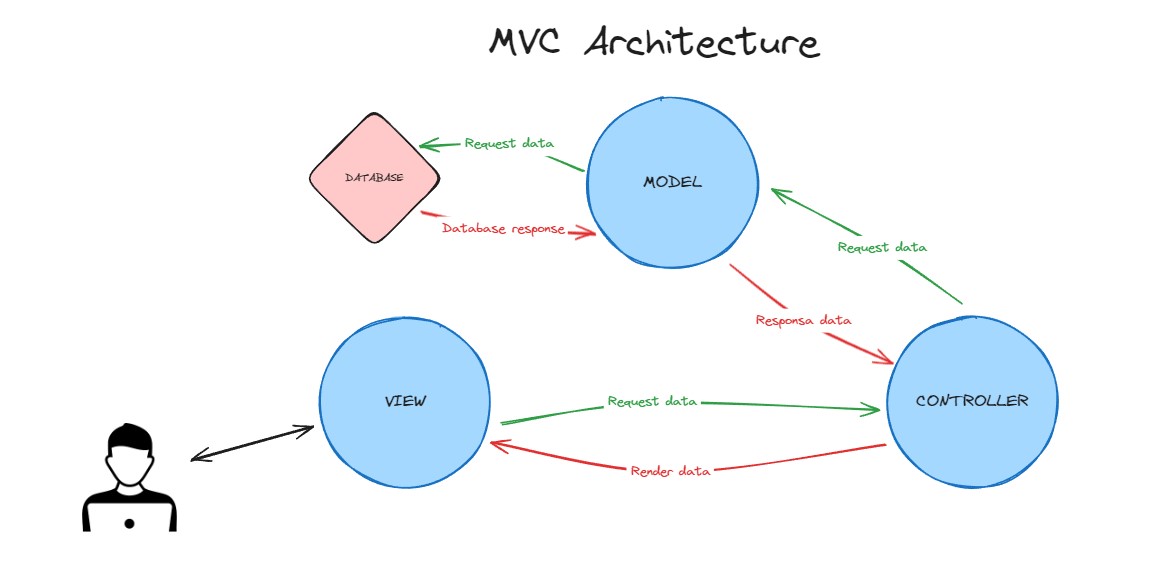 MVC Architecture
Request data
DATABASE
MODEL
Database response
Request data
Responsa data
VIEW
Request data
CONTROLLER
Render data